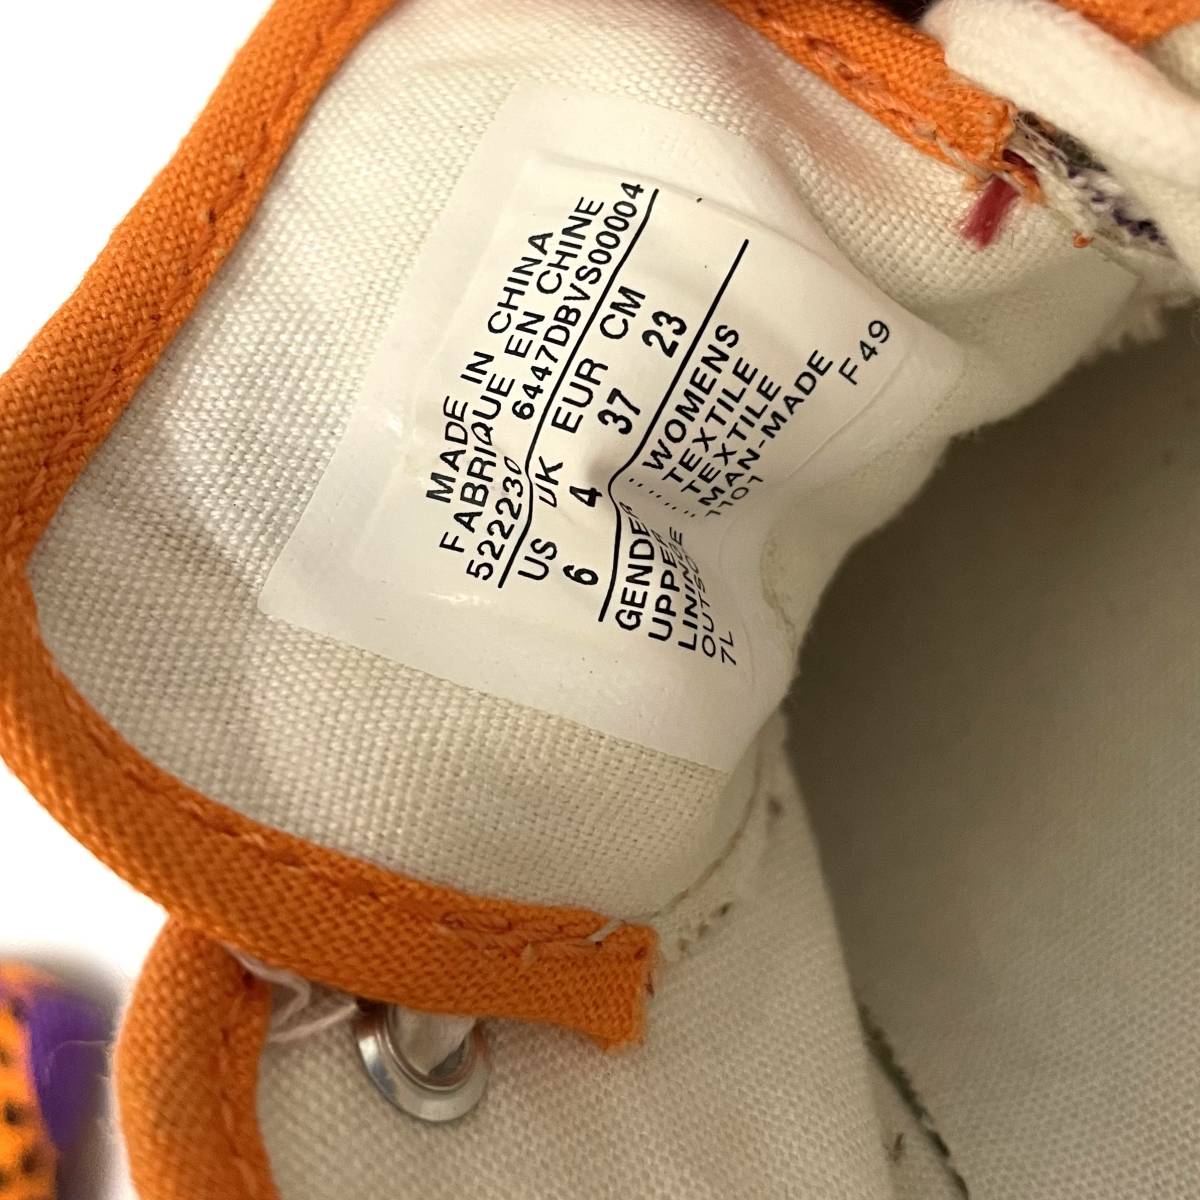 MADE IN CHINA
FABRIQUE EN CHINE
522230 6447DBVS00004
US UK EUR CM
6 4 37 23
GENDER ..... WOMENS
UPPER ..... TEXTILE
LINING ..... TEXTILE
MAN-MADE
7L 1101 F49